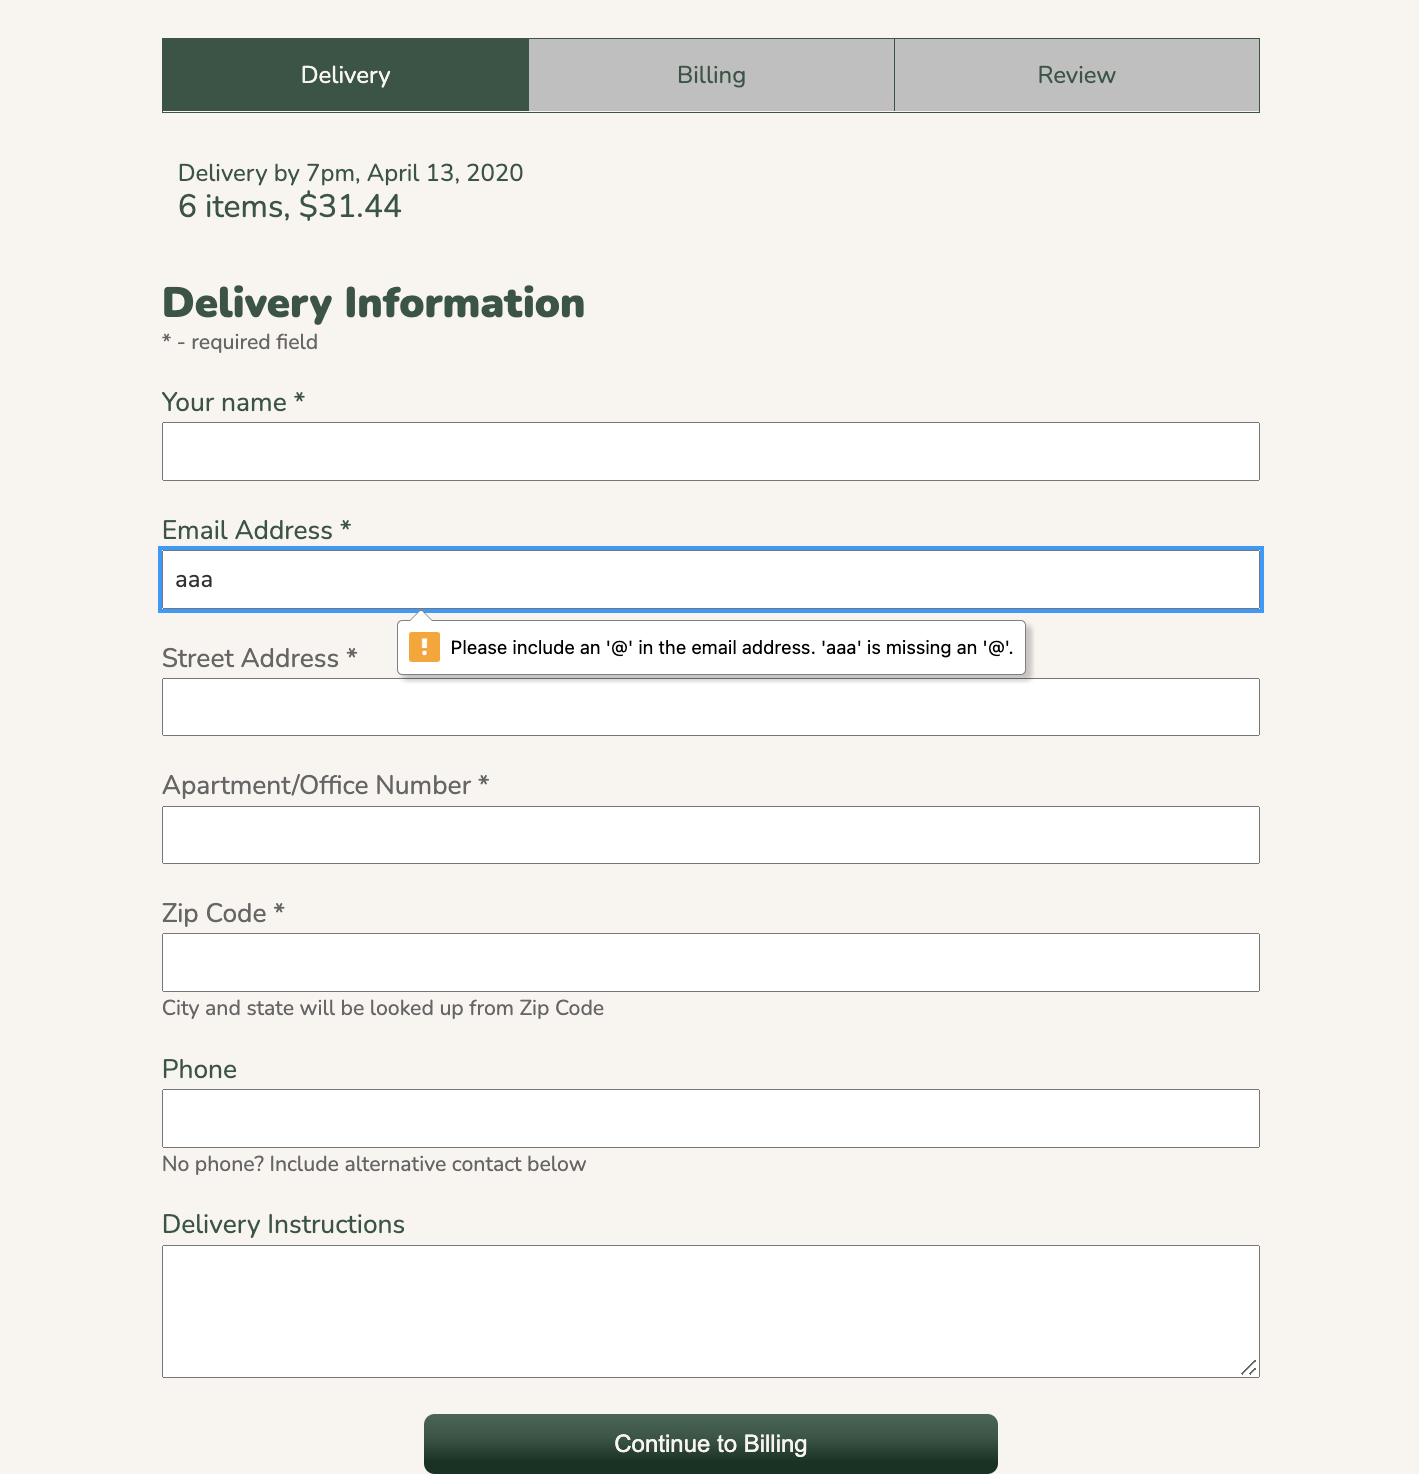 Delivery
Billing
Review
Delivery by 7pm, April 13, 2020
6 items, $31.44
Delivery Information
* - required field
Your name *
Email Address *
aaa
Please include an '@' in the email address. 'aaa' is missing an '@'.
Street Address *
Apartment/Office Number *
Zip Code *
City and state will be looked up from Zip Code
Phone
No phone? Include alternative contact below
Delivery Instructions
Continue to Billing